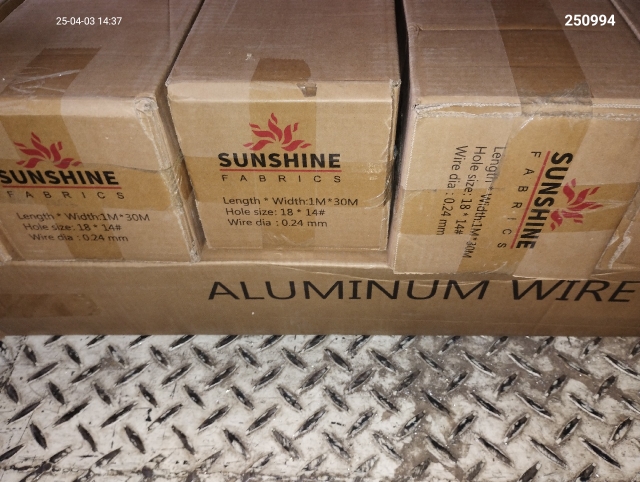 25-04-03 14:37
250994
SUNSHINE
FABRICS
Length * Width:1M*30M
Hole size: 18 * 14#
Wire dia : 0.24 mm
SUNSHINE
FABRICS
Length * Width:1M*30M
Hole size: 18 * 14#
Wire dia : 0.24 mm
SUNSHINE
FABRICS
Length * Width:1M*30M
Hole size: 18 * 14#
Wire dia : 0.24 mm
ALUMINUM WIRE